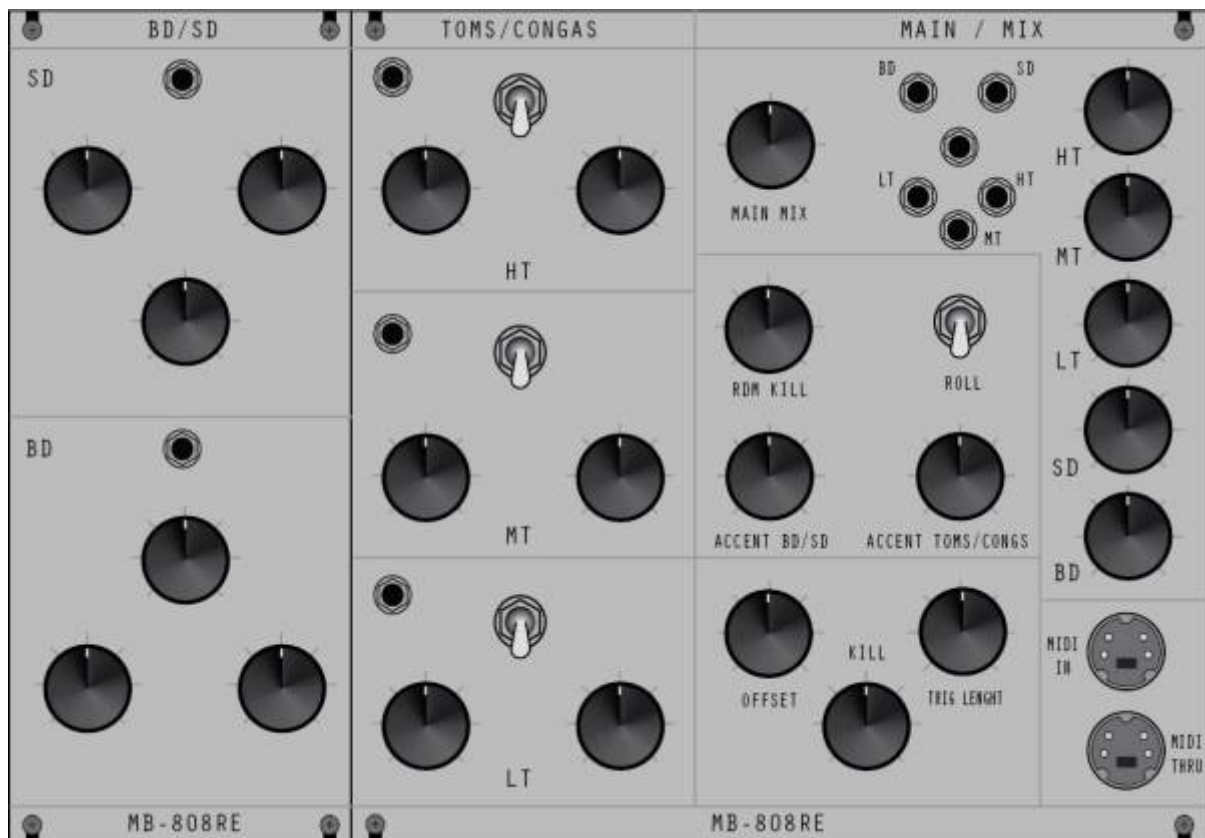 BD/SD
TOMS/CONGAS
MAIN / MIX
SD
BD
SD
HT
MAIN MIX
LT
HT
MT
MT
HT
RDM KILL
ROLL
LT
BD
SD
MT
ACCENT BD/SD
ACCENT TOMS/CONGS
BD
KILL
MIDI
IN
OFFSET
TRIG LENGHT
LT
MIDI
THRU
MB-808RE
MB-808RE